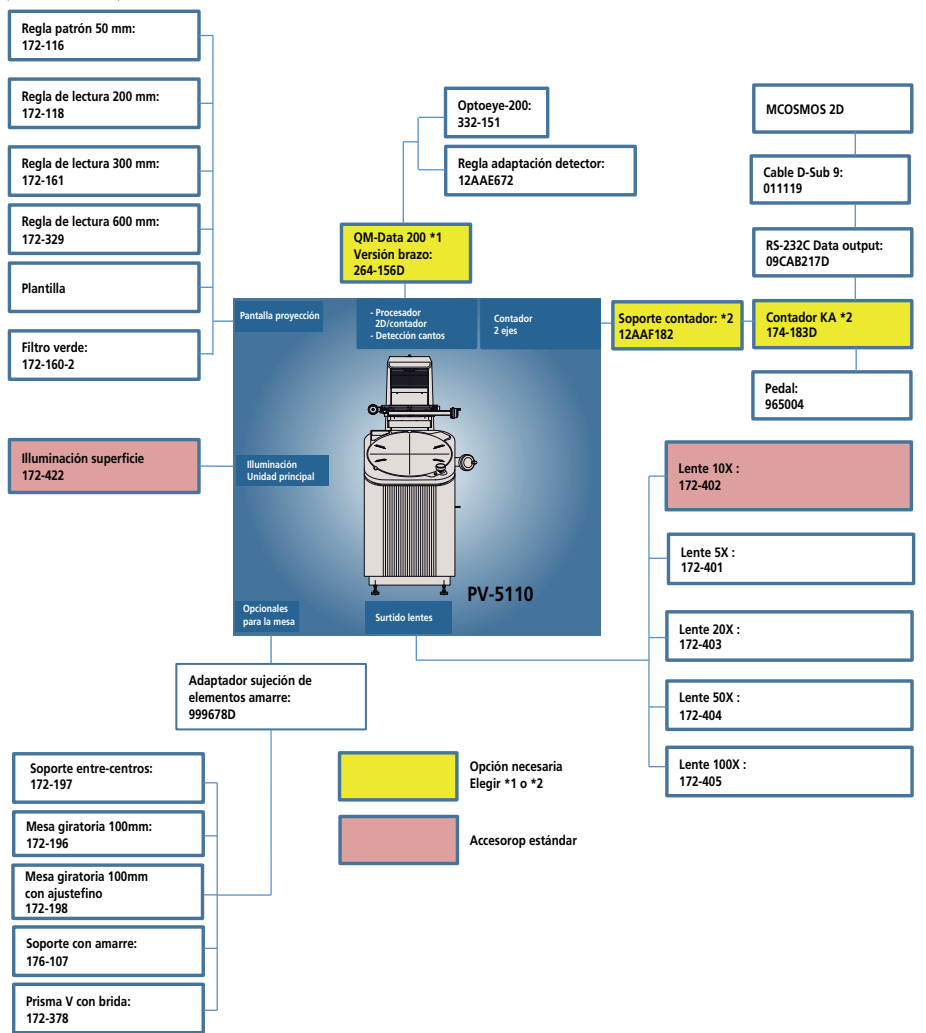 Regla patrón 50 mm:
172-116
Regla de lectura 200 mm:
172-118
Regla de lectura 300 mm:
172-161
Regla de lectura 600 mm:
172-329
Plantilla
Filtro verde:
172-160-2
Illuminación superficie
172-422
Optoeye-200:
332-151
Regla adaptación detector:
12AAE672
QM-Data 200 *1
Versión brazo:
264-156D
MCOSMOS 2D
Cable D-Sub 9:
011119
RS-232C Data output:
09CAB217D
Soporte contador: *2
12AAF182
Contador KA *2
174-183D
Pedal:
965004
Pantalla proyección
- Procesador
2D/contador
- Detección cantos
Contador
2 ejes
Illuminación
Unidad principal
PV-5110
Opcionales
para la mesa
Surtido lentes
Lente 10X :
172-402
Lente 5X :
172-401
Lente 20X :
172-403
Lente 50X :
172-404
Lente 100X :
172-405
Adaptador sujeción de
elementos amarre:
999678D
Soporte entre-centros:
172-197
Mesa giratoria 100mm:
172-196
Mesa giratoria 100mm
con ajustefino
172-198
Soporte con amarre:
176-107
Prisma V con brida:
172-378
Opción necesaria
Elegir *1 o *2
Accesorop estándar